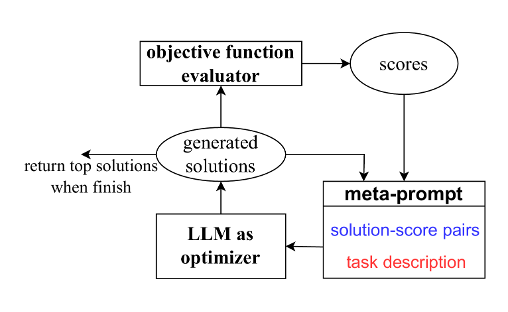 objective function
evaluator
scores
generated
solutions
return top solutions
when finish
meta-prompt
solution-score pairs
task description
LLM as
optimizer